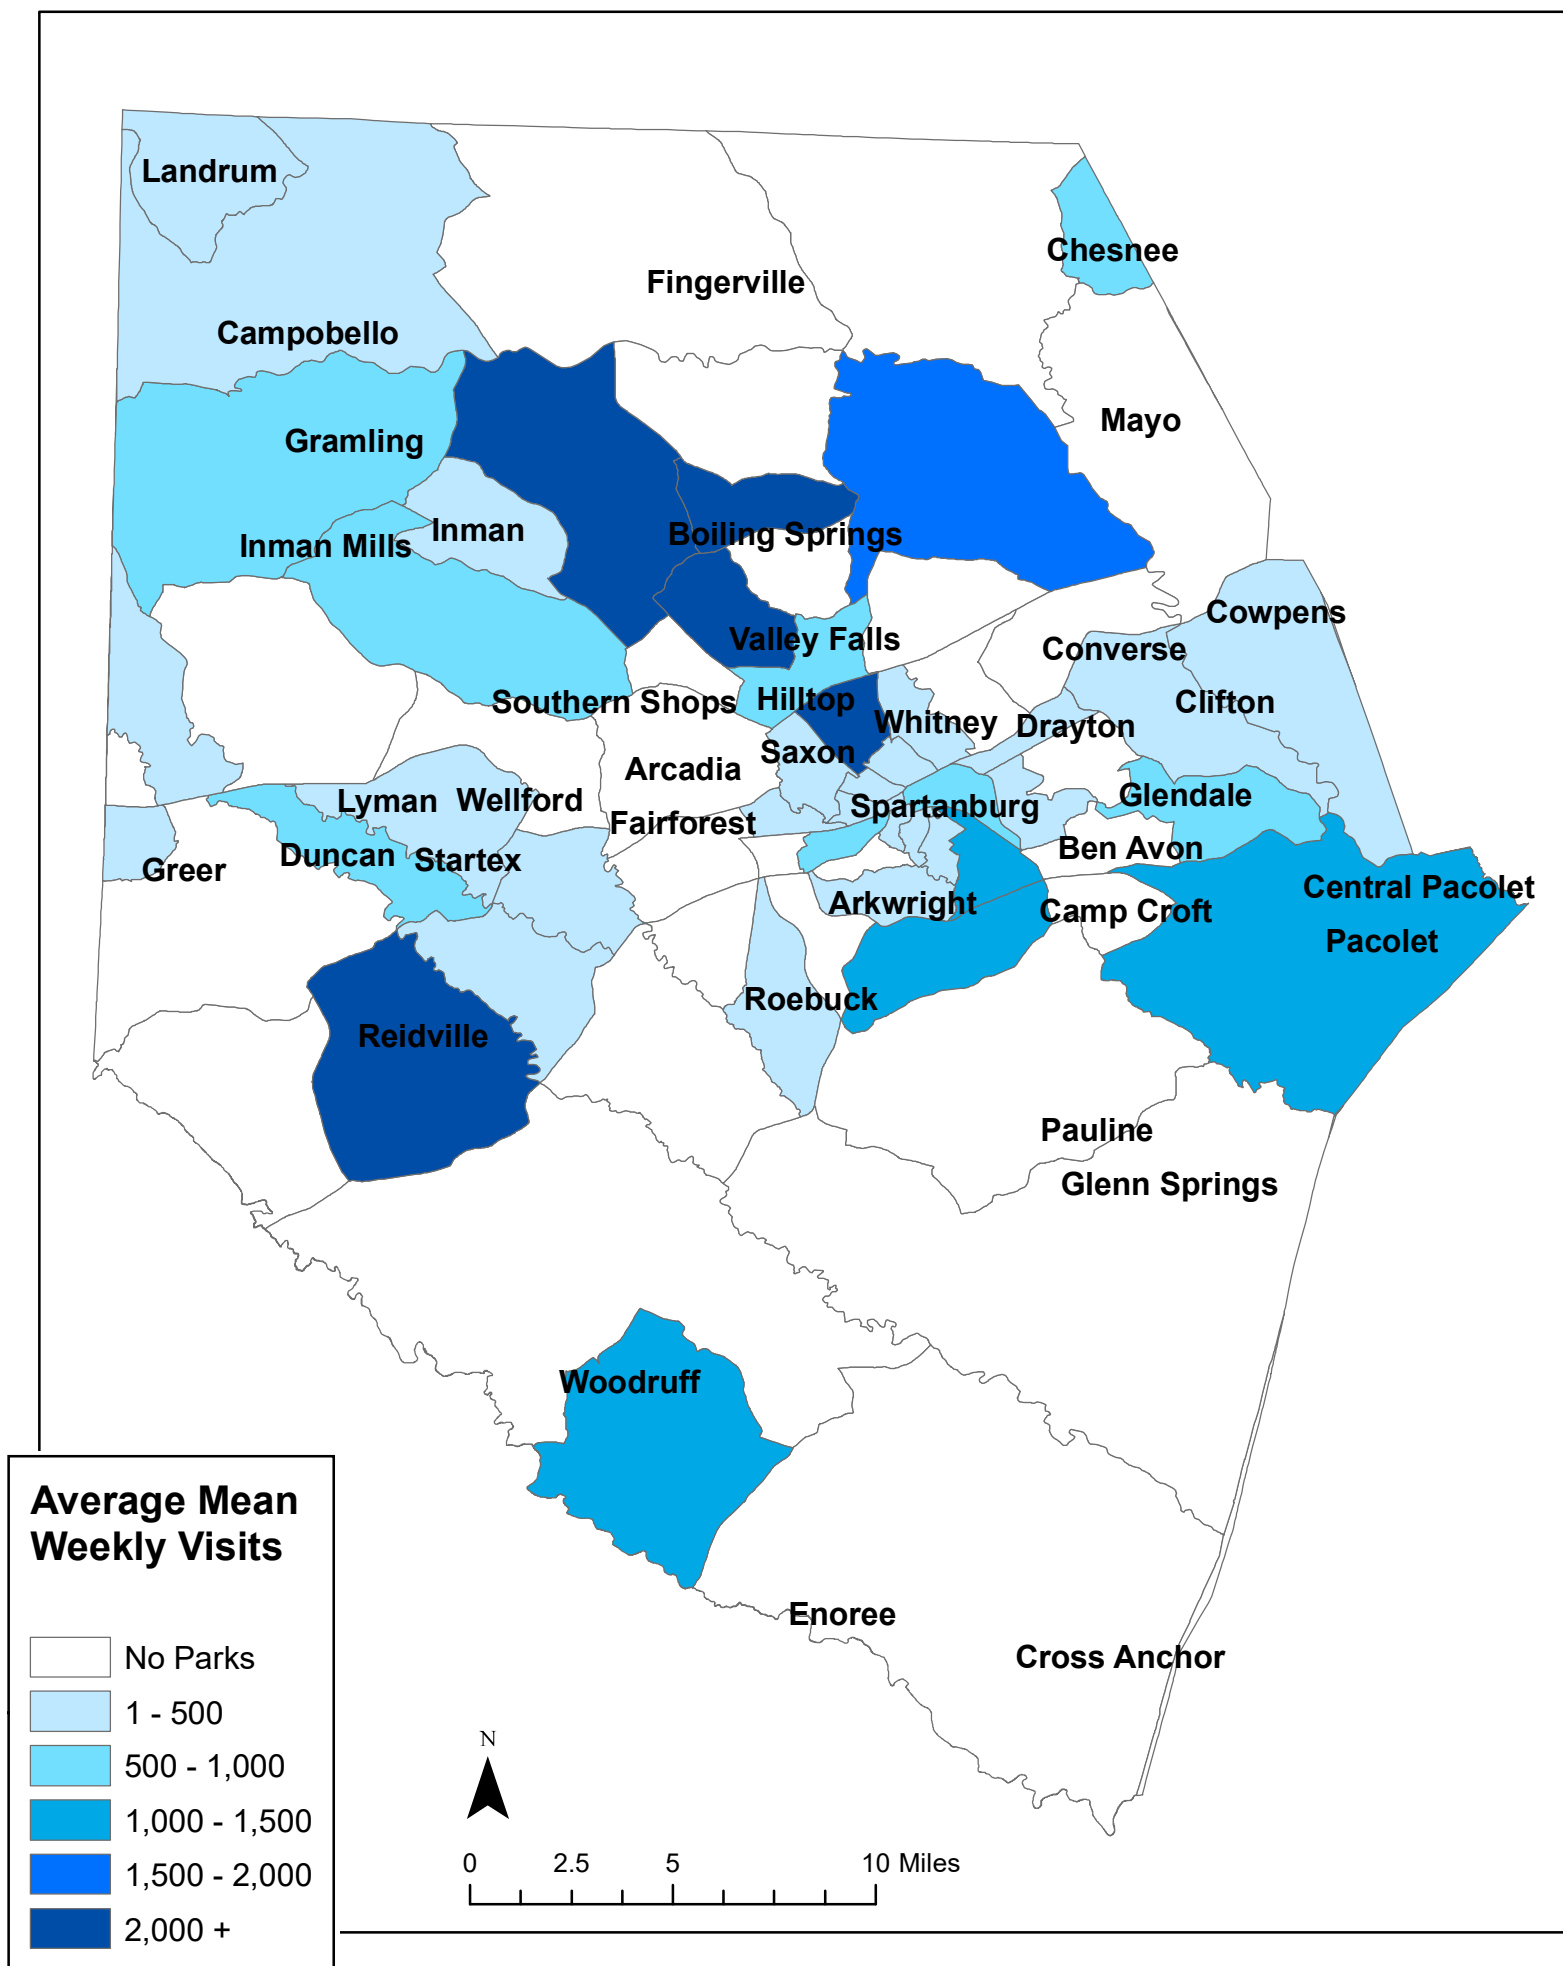 Landrum
Chesnee
Fingerville
Campobello
Mayo
Gramling
Inman
Boiling Springs
Inman Mills
Cowpens
Valley Falls
Converse
Southern Shops
Hilltop
Clifton
Whitney
Drayton
Saxon
Arcadia
Lyman
Wellford
Spartanburg
Glendale
Fairforest
Ben Avon
Duncan
Startex
Greer
Central Pacolet
Arkwright
Camp Croft
Pacolet
Roebuck
Reidville
Pauline
Glenn Springs
Woodruff
Enoree
Cross Anchor
Average Mean
Weekly Visits
No Parks
1 - 500
500 - 1,000
1,000 - 1,500
1,500 - 2,000
2,000 +
N
0 2.5 5 10 Miles